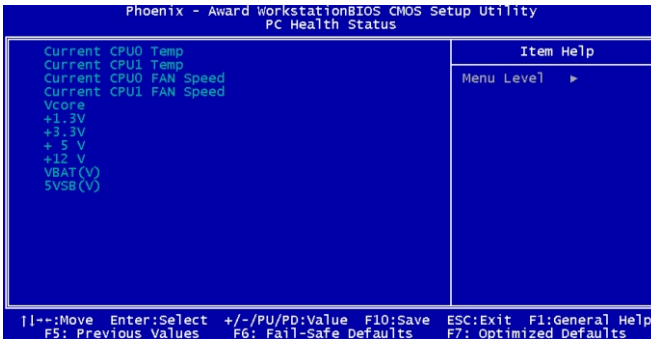 Phoenix - Award WorkstationBIOS CMOS Setup Utility
PC Health Status
Current CPU0 Temp
Current CPU1 Temp
Current CPU0 FAN Speed
Current CPU1 FAN Speed
Vcore
+1.3V
+3.3V
+ 5 V
+12 V
VBAT(V)
5VSB(V)
Item Help
Menu Level ►
↑↓→←:Move Enter:Select +/-/PU/PD:Value F10:Save ESC:Exit F1:General Help
F5: Previous Values F6: Fail-Safe Defaults F7: Optimized Defaults